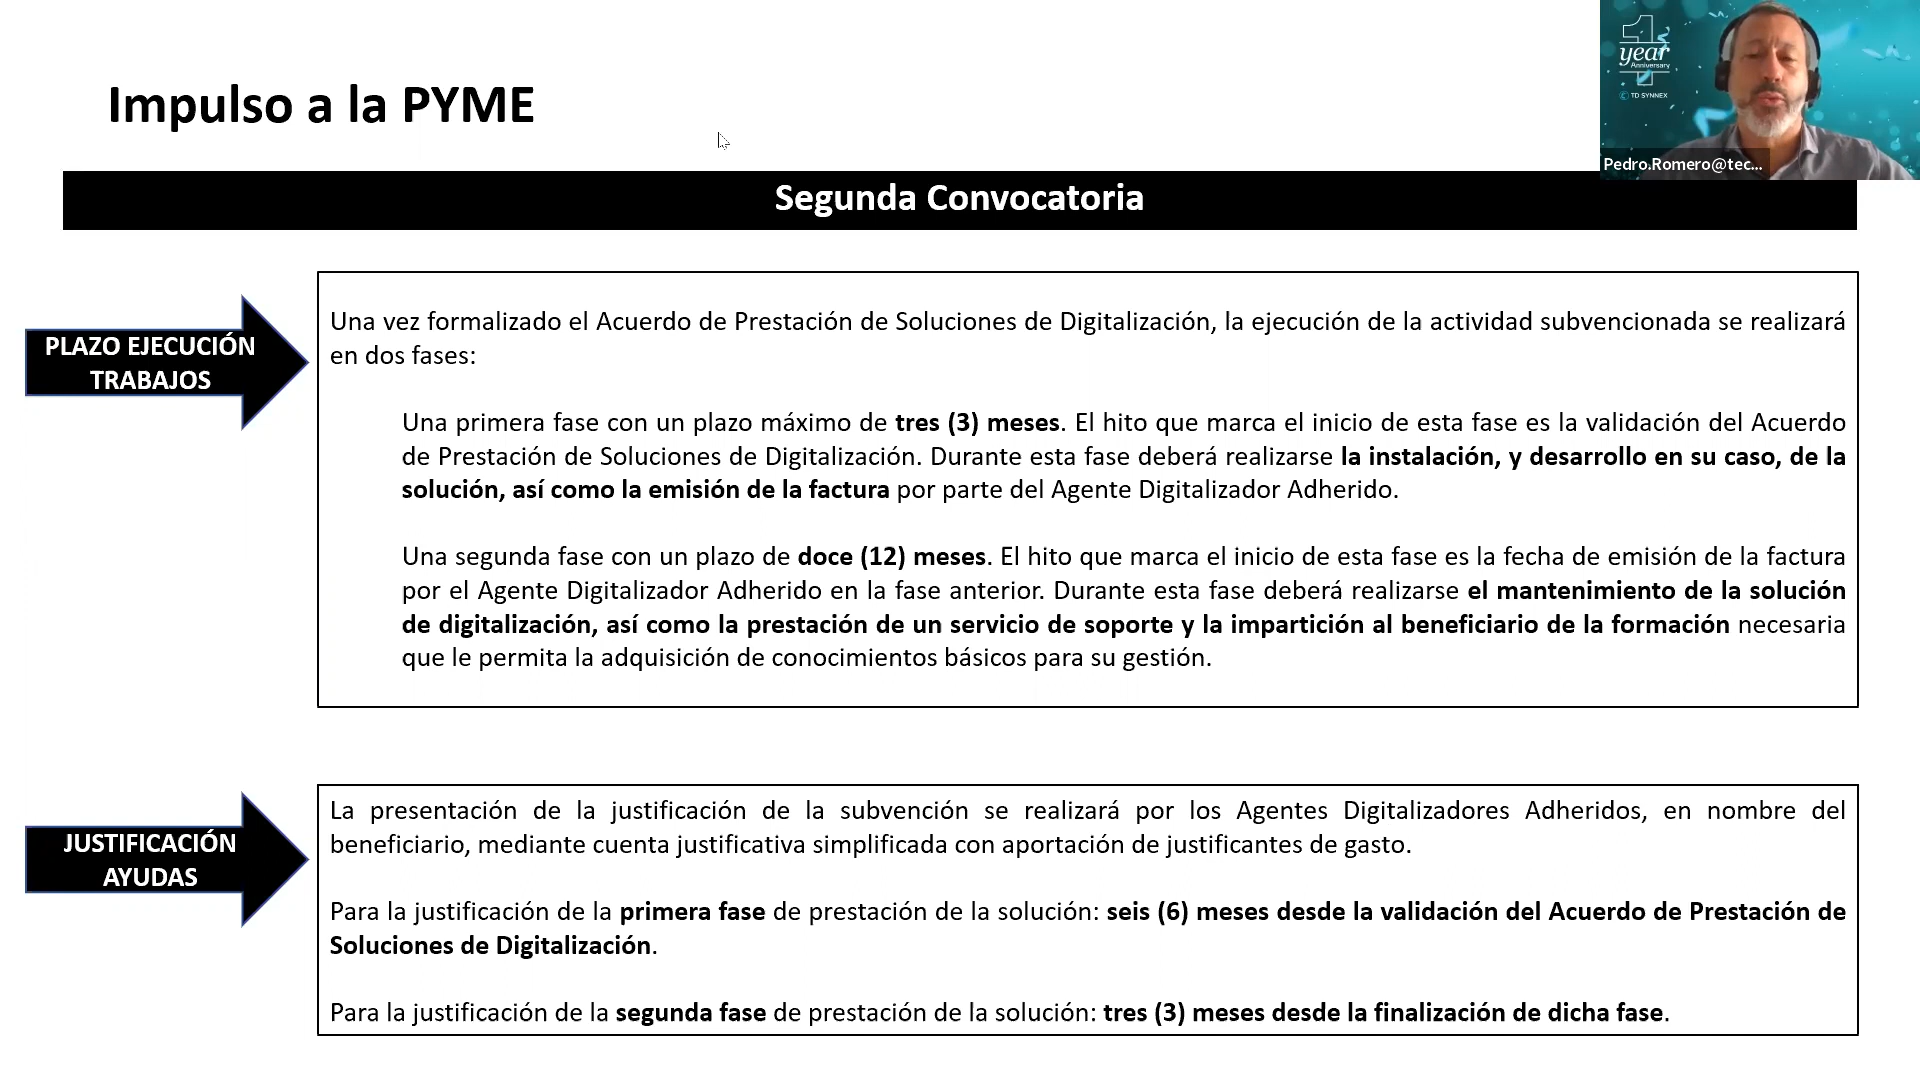 Impulso a la PYME
1
year
Anniversary
TD SYNNEX
Pedro.Romero@tec...
Segunda Convocatoria
PLAZO EJECUCIÓN
TRABAJOS
Una vez formalizado el Acuerdo de Prestación de Soluciones de Digitalización, la ejecución de la actividad subvencionada se realizará
en dos fases:
Una primera fase con un plazo máximo de tres (3) meses. El hito que marca el inicio de esta fase es la validación del Acuerdo
de Prestación de Soluciones de Digitalización. Durante esta fase deberá realizarse la instalación, y desarrollo en su caso, de la
solución, así como la emisión de la factura por parte del Agente Digitalizador Adherido.
Una segunda fase con un plazo de doce (12) meses. El hito que marca el inicio de esta fase es la fecha de emisión de la factura
por el Agente Digitalizador Adherido en la fase anterior. Durante esta fase deberá realizarse el mantenimiento de la solución
de digitalización, así como la prestación de un servicio de soporte y la impartición al beneficiario de la formación necesaria
que le permita la adquisición de conocimientos básicos para su gestión.
JUSTIFICACIÓN
AYUDAS
La presentación de la justificación de la subvención se realizará por los Agentes Digitalizadores Adheridos, en nombre del
beneficiario, mediante cuenta justificativa simplificada con aportación de justificantes de gasto.
Para la justificación de la primera fase de prestación de la solución: seis (6) meses desde la validación del Acuerdo de Prestación de
Soluciones de Digitalización.
Para la justificación de la segunda fase de prestación de la solución: tres (3) meses desde la finalización de dicha fase.